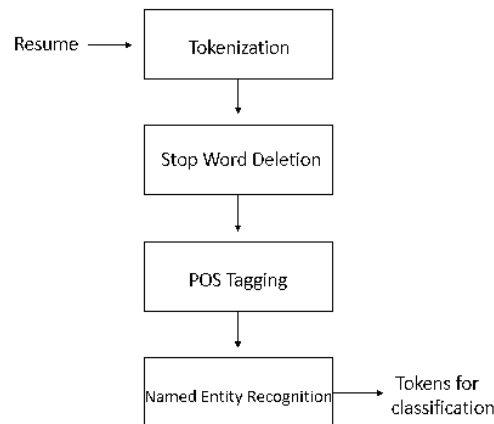 Resume
Tokenization
Stop Word Deletion
POS Tagging
Named Entity Recognition
Tokens for
classification